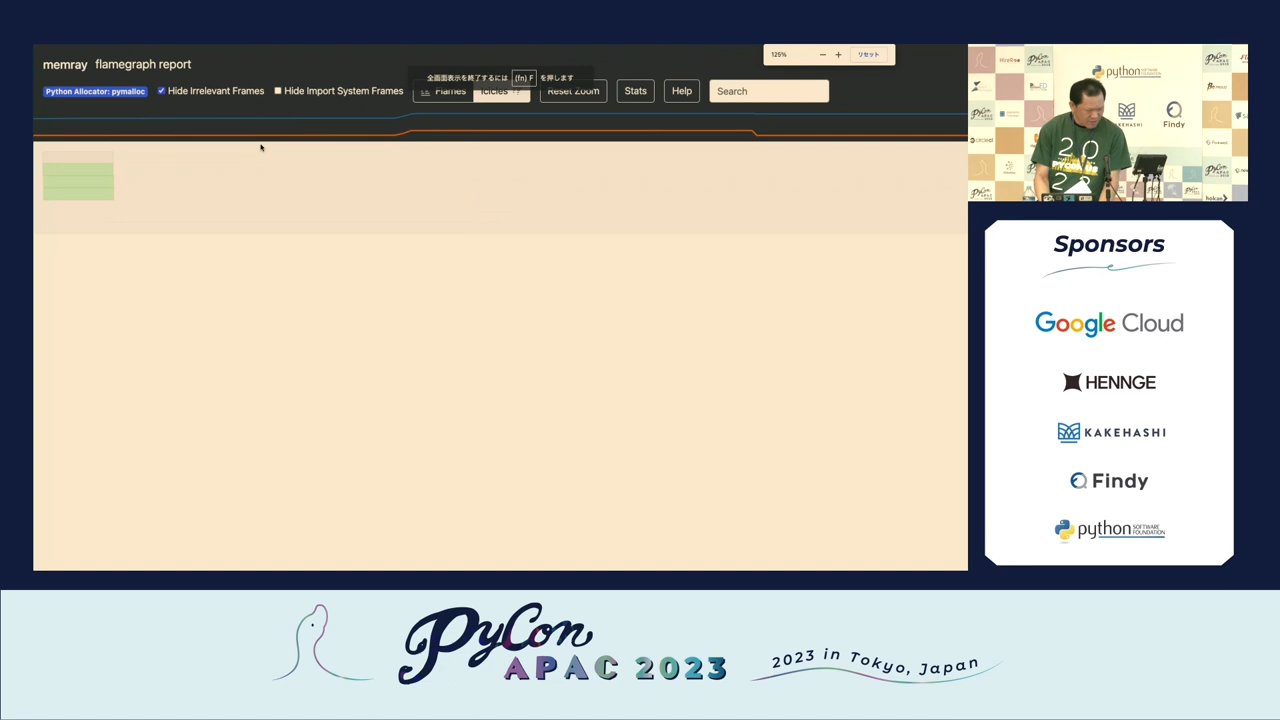 memray flamegraph report
125% − + リセット
全画面表示を終了するには (fn) F を押します
Python Allocator: pymalloc Hide Irrelevant Frames Hide Import System Frames Flames Icicles Reset Zoom Stats Help Search
python
SOFTWARE FOUNDATION
Findy
2023
Sponsors
Google Cloud
HENNGE
KAKEHASHI
Findy
python SOFTWARE FOUNDATION
PyCon
APAC 2023
2023 in Tokyo, Japan